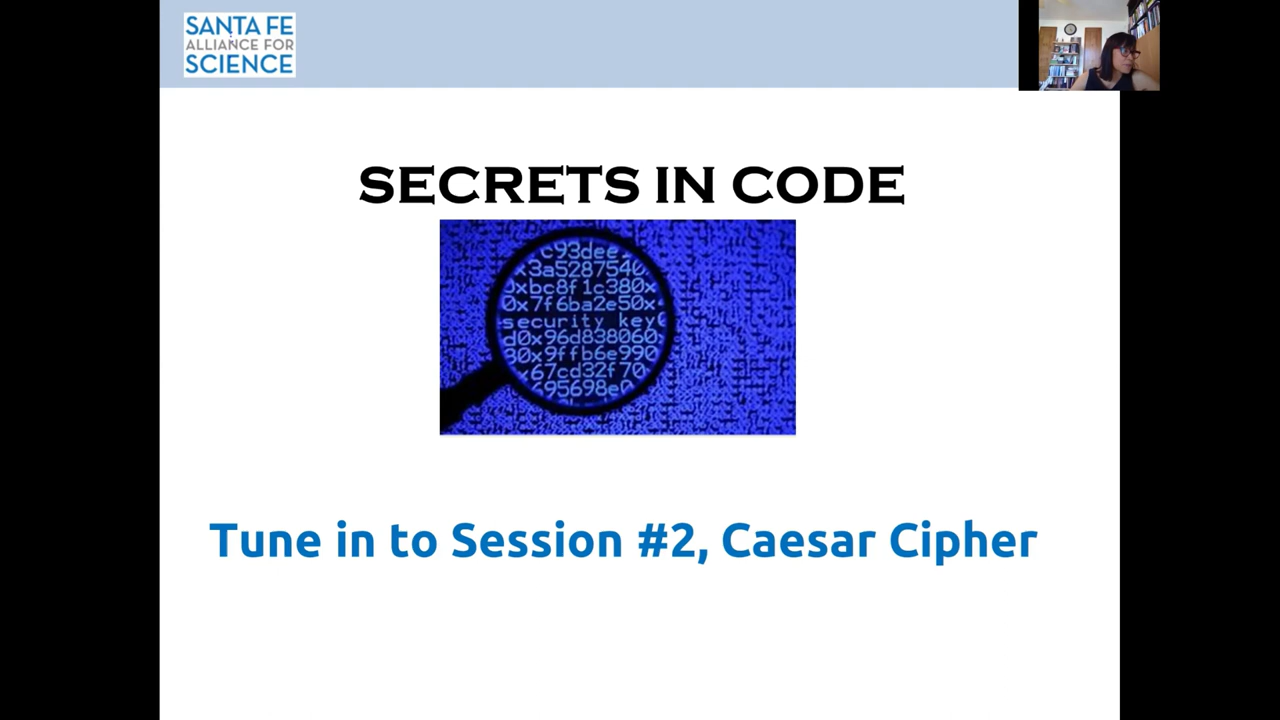 SANTA FE
ALLIANCE FOR
SCIENCE
SECRETS IN CODE
c93dee
x3a5287540
0xbc8f1c380x
0x7f6ba2e50x
security key
d0x96d838060
80x9ffb6e990
x67cd32f70
695698e0
Tune in to Session #2, Caesar Cipher